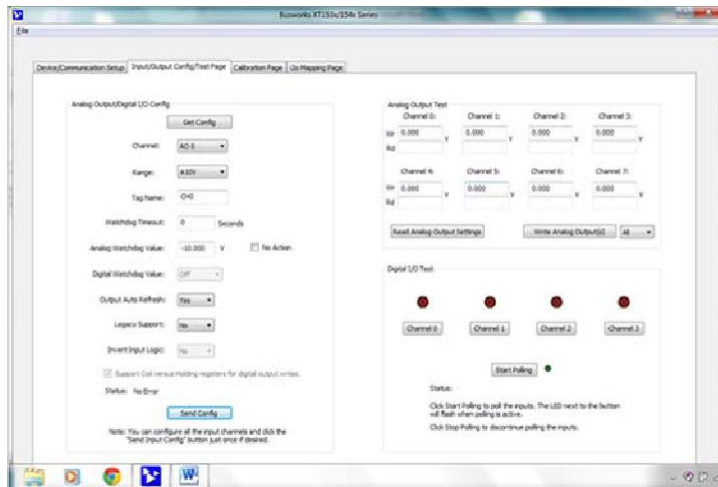 Busworks XT153x/154x Series
File
Device/Communication Setup
Input/Output Config/Test Page
Calibration Page
i2o Mapping Page
Analog Output/Digital I/O Config
Get Config
Channel: AO 0
Range: ±10V
Tag Name: CH0
Watchdog Timeout: 0 Seconds
Analog Watchdog Value: -10.000 V No Action
Digital Watchdog Value: Off
Output Auto Refresh: Yes
Legacy Support: No
Invert Input Logic: No
Support Coil versus Holding registers for digital output writes.
Status: No Error
Send Config
Note: You can configure all the input channels and click the
"Send Input Config" button just once if desired.
Analog Output Test
Channel 0: Channel 1: Channel 2: Channel 3:
Wr 0.000 V 0.000 V 0.000 V 0.000 V
Rd
Channel 4: Channel 5: Channel 6: Channel 7:
Wr 0.000 V 0.000 V 0.000 V 0.000 V
Rd
Read Analog Output Settings
Write Analog Output(s)
All
Digital I/O Test
Channel 0 Channel 1 Channel 2 Channel 3
Start Polling
Status:
Click Start Polling to poll the inputs. The LED next to the button
will flash when polling is active.
Click Stop Polling to discontinue polling the inputs.